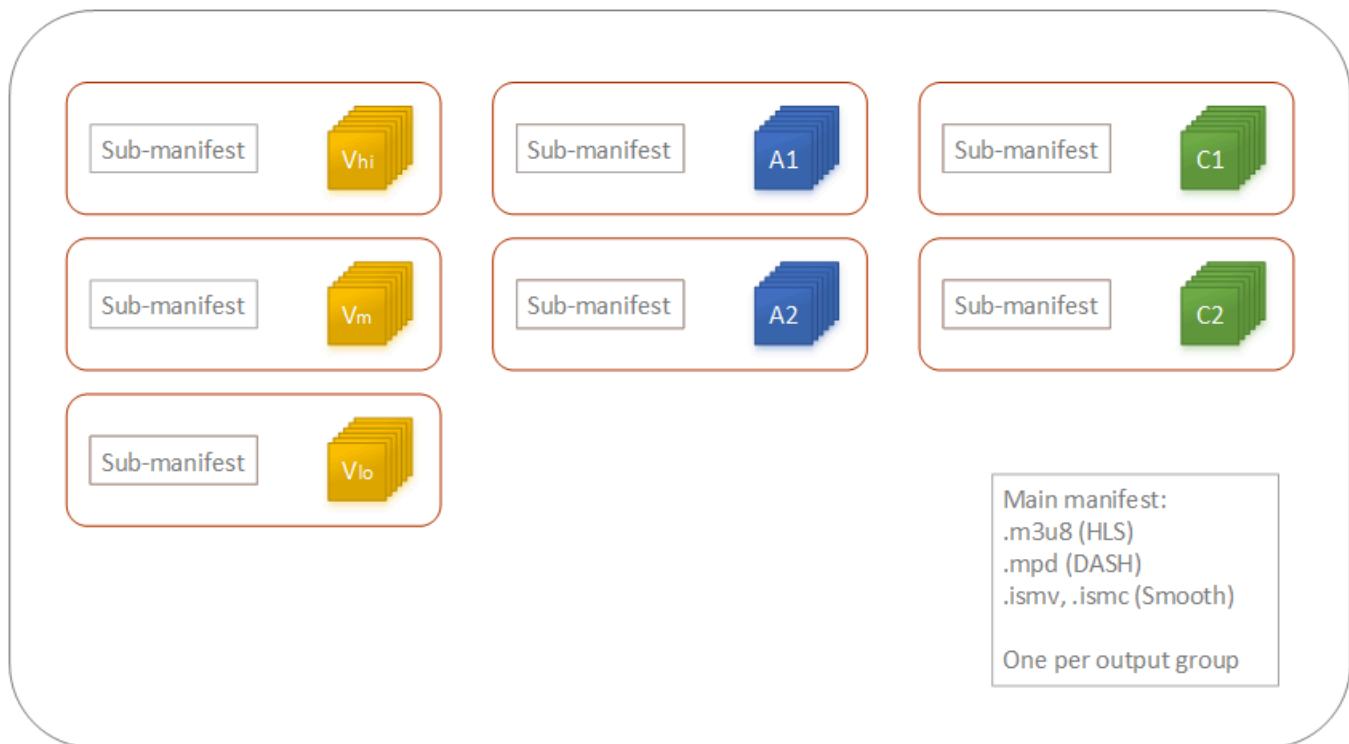 Sub-manifest
Vhi
Sub-manifest
A1
Sub-manifest
C1
Sub-manifest
Vm
Sub-manifest
A2
Sub-manifest
C2
Sub-manifest
Vlo
Main manifest:
.m3u8 (HLS)
.mpd (DASH)
.ismv, .ismc (Smooth)
One per output group